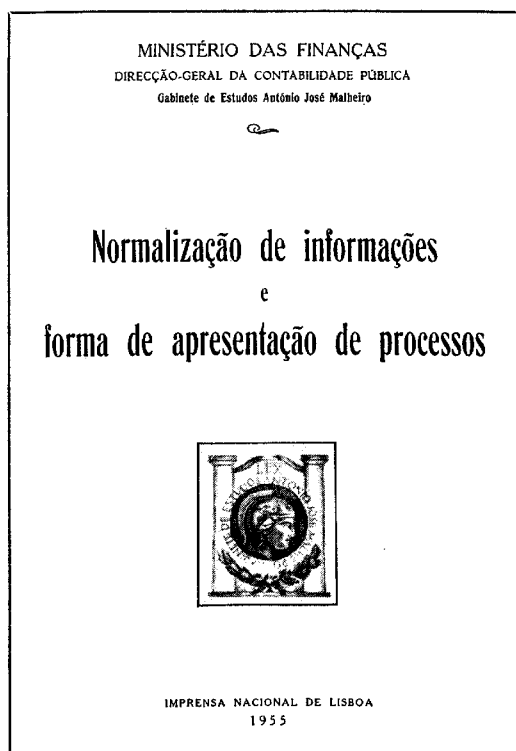 MINISTÉRIO DAS FINANÇAS
DIRECÇÃO-GERAL DA CONTABILIDADE PÚBLICA
Gabinete de Estudos António José Malheiro
Normalização de informações
e
forma de apresentação de processos
LEX
IMPRENSA NACIONAL DE LISBOA
1955